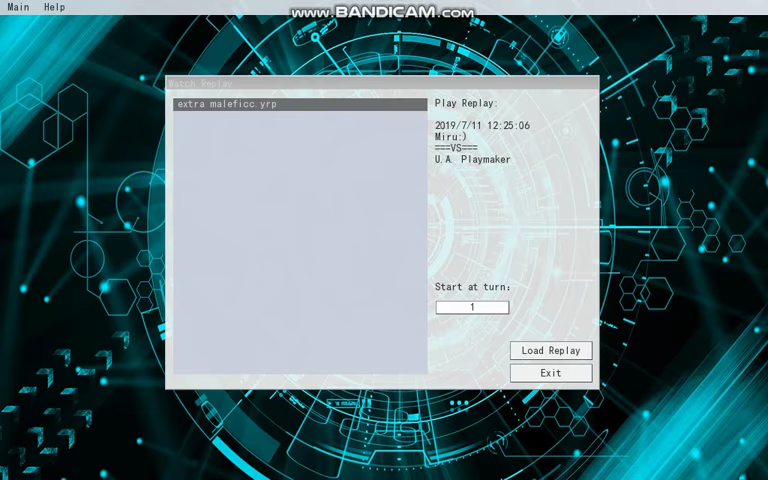 Main Help
www.BANDICAM.com
Watch Replay
extra maleficc.yrp
Play Replay:
2019/7/11 12:25:06
Miru:)
===VS===
U.A. Playmaker
Start at turn:
1
Load Replay
Exit